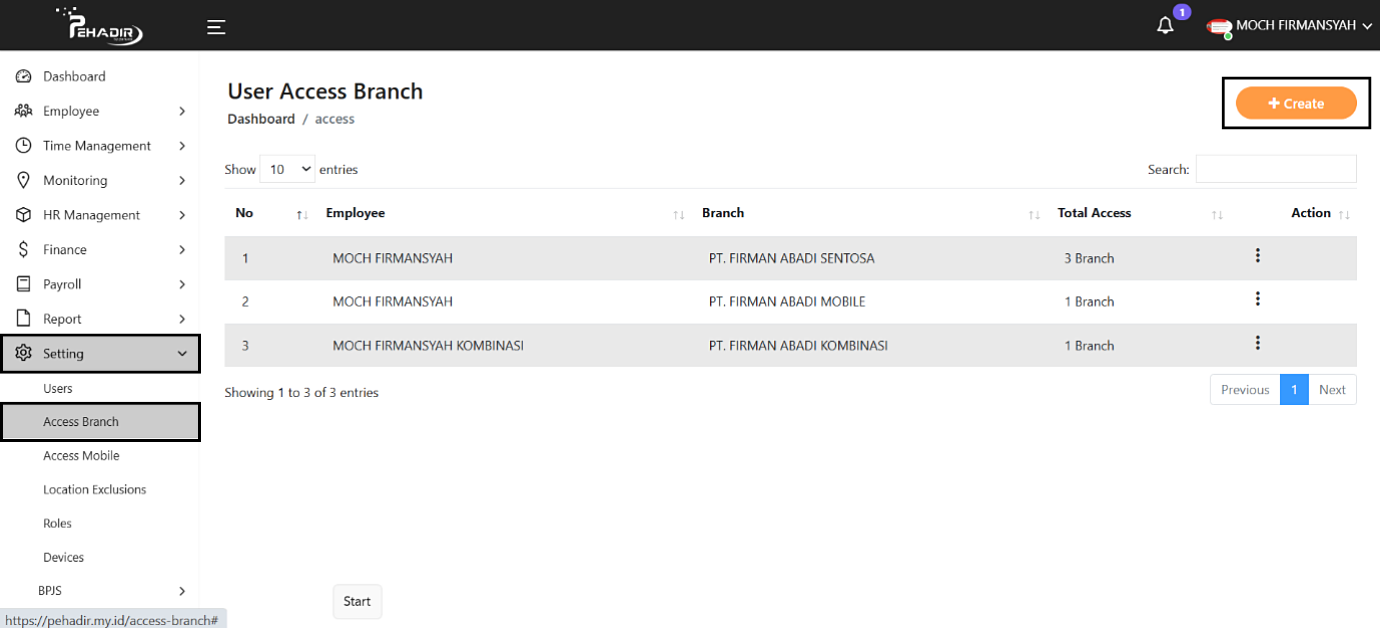 PEHADIR
1
MOCH FIRMANSYAH
Dashboard
Employee
Time Management
Monitoring
HR Management
Finance
Payroll
Report
Setting
Users
Access Branch
Access Mobile
Location Exclusions
Roles
Devices
BPJS
https://pehadir.my.id/access-branch#
User Access Branch
Dashboard / access
+ Create
Show 10 entries
Search:
No Employee Branch Total Access Action
1 MOCH FIRMANSYAH PT. FIRMAN ABADI SENTOSA 3 Branch
2 MOCH FIRMANSYAH PT. FIRMAN ABADI MOBILE 1 Branch
3 MOCH FIRMANSYAH KOMBINASI PT. FIRMAN ABADI KOMBINASI 1 Branch
Showing 1 to 3 of 3 entries
Previous 1 Next
Start